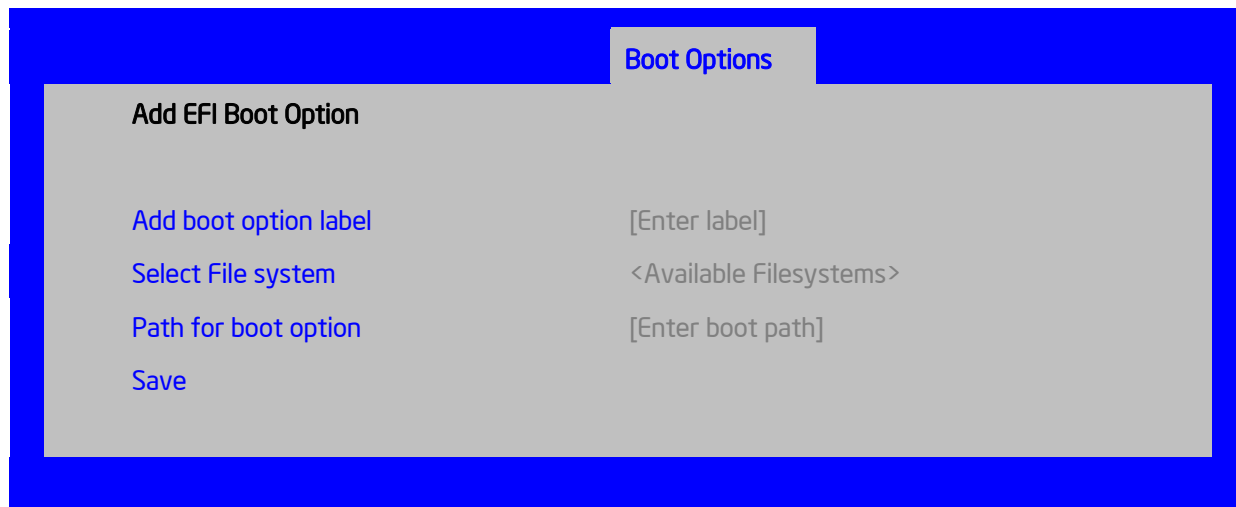 Boot Options
Add EFI Boot Option
Add boot option label [Enter label]
Select File system <Available Filesystems>
Path for boot option [Enter boot path]
Save